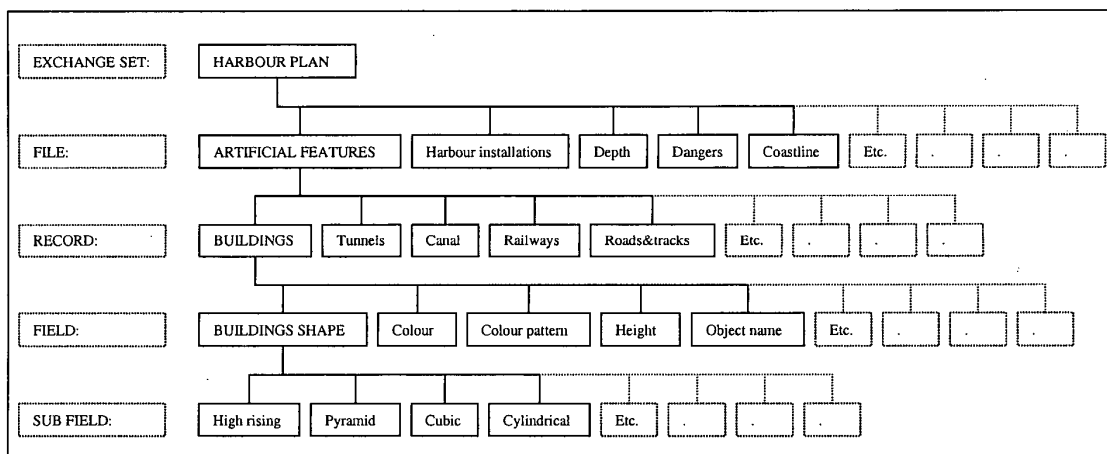 EXCHANGE SET: HARBOUR PLAN
FILE: ARTIFICIAL FEATURES Harbour installations Depth Dangers Coastline Etc. . . .
RECORD: BUILDINGS Tunnels Canal Railways Roads&tracks Etc. . . .
FIELD: BUILDINGS SHAPE Colour Colour pattern Height Object name Etc. . . .
SUB FIELD: High rising Pyramid Cubic Cylindrical Etc. . . .